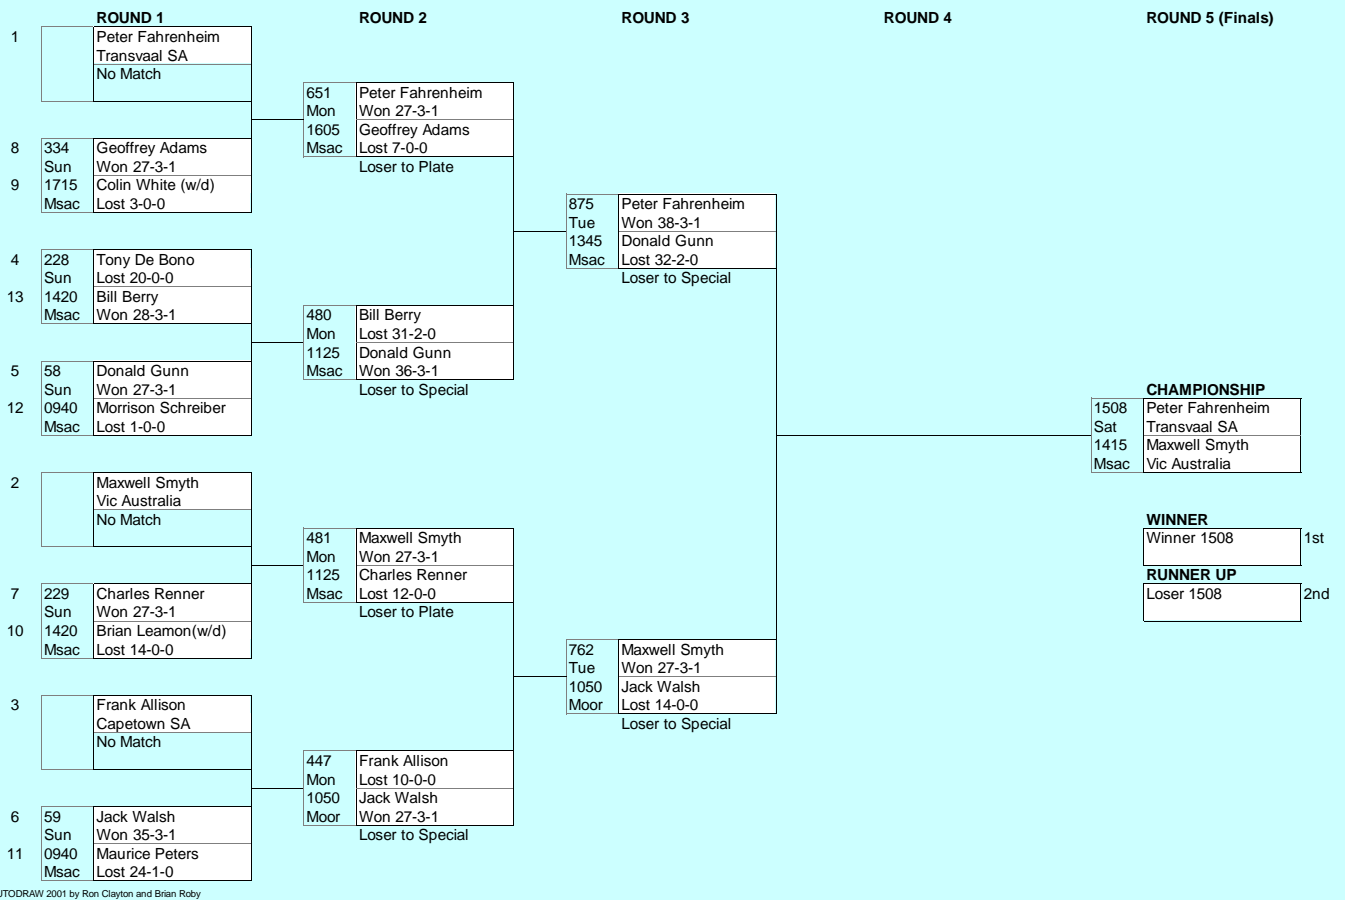 ROUND 1
ROUND 2
ROUND 3
ROUND 4
ROUND 5 (Finals)
1
Peter Fahrenheim
Transvaal SA
No Match
8
334
Geoffrey Adams
Sun
Won 27-3-1
9
1715
Colin White (w/d)
Msac
Lost 3-0-0
4
228
Tony De Bono
Sun
Lost 20-0-0
13
1420
Bill Berry
Msac
Won 28-3-1
5
58
Donald Gunn
Sun
Won 27-3-1
12
0940
Morrison Schreiber
Msac
Lost 1-0-0
2
Maxwell Smyth
Vic Australia
No Match
7
229
Charles Renner
Sun
Won 27-3-1
10
1420
Brian Leamon(w/d)
Msac
Lost 14-0-0
3
Frank Allison
Capetown SA
No Match
6
59
Jack Walsh
Sun
Won 35-3-1
11
0940
Maurice Peters
Msac
Lost 24-1-0
651
Peter Fahrenheim
Mon
Won 27-3-1
1605
Geoffrey Adams
Msac
Lost 7-0-0
Loser to Plate
480
Bill Berry
Mon
Lost 31-2-0
1125
Donald Gunn
Msac
Won 36-3-1
Loser to Special
481
Maxwell Smyth
Mon
Won 27-3-1
1125
Charles Renner
Msac
Lost 12-0-0
Loser to Plate
447
Frank Allison
Mon
Lost 10-0-0
1050
Jack Walsh
Moor
Won 27-3-1
Loser to Special
875
Peter Fahrenheim
Tue
Won 38-3-1
1345
Donald Gunn
Msac
Lost 32-2-0
Loser to Special
762
Maxwell Smyth
Tue
Won 27-3-1
1050
Jack Walsh
Moor
Lost 14-0-0
Loser to Special
CHAMPIONSHIP
1508
Peter Fahrenheim
Sat
Transvaal SA
1415
Maxwell Smyth
Msac
Vic Australia
WINNER
Winner 1508
1st
RUNNER UP
Loser 1508
2nd
UTODRAW 2001 by Ron Clayton and Brian Roby